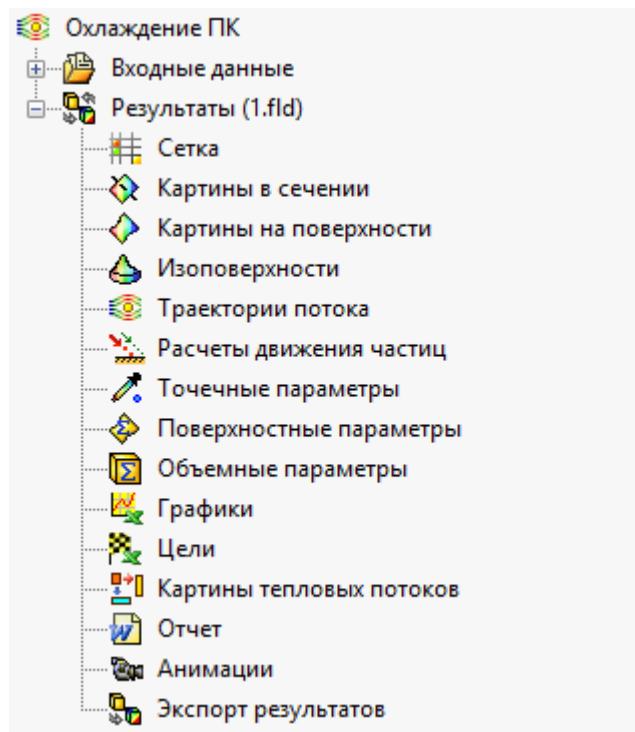 Охлаждение ПК
Входные данные
Результаты (1.fld)
Сетка
Картины в сечении
Картины на поверхности
Изоповерхности
Траектории потока
Расчеты движения частиц
Точечные параметры
Поверхностные параметры
Объемные параметры
Графики
Цели
Картины тепловых потоков
Отчет
Анимации
Экспорт результатов